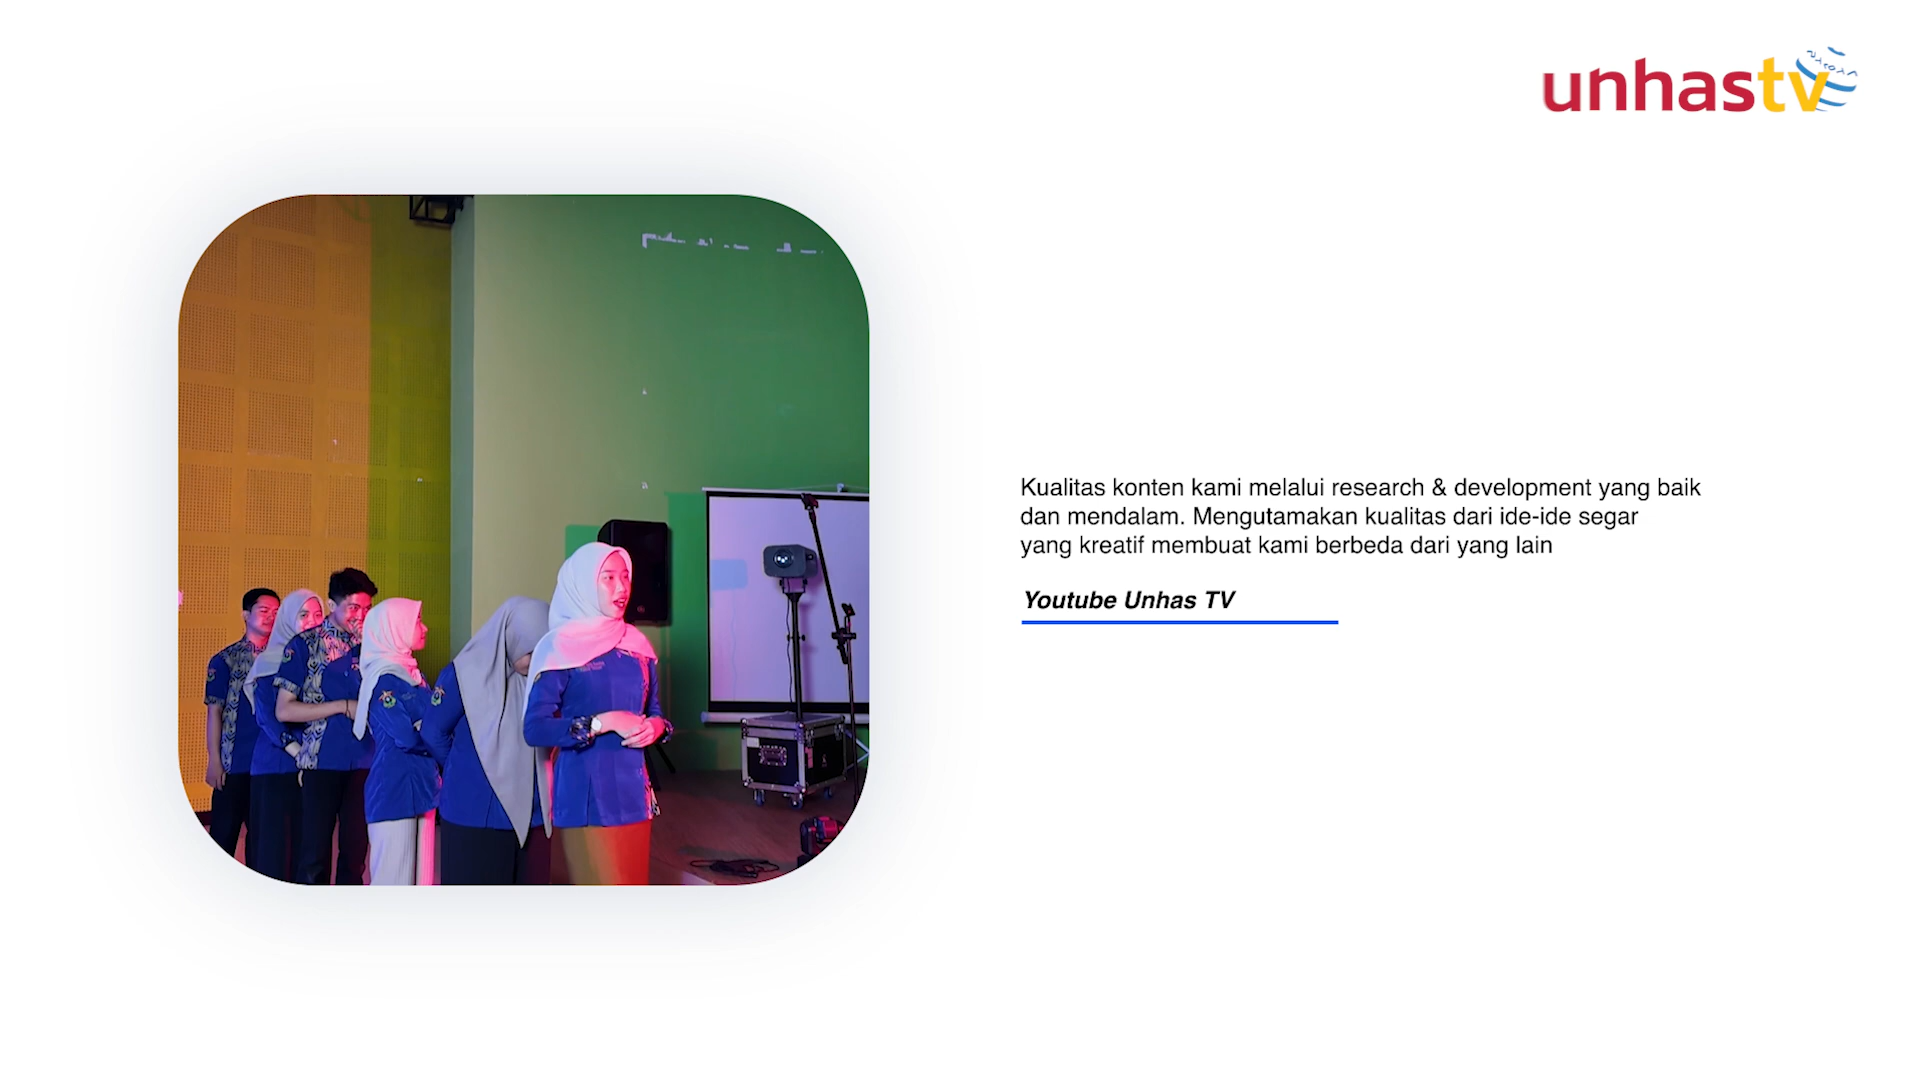 unhastv
Kualitas konten kami melalui research & development yang baik
dan mendalam. Mengutamakan kualitas dari ide-ide segar
yang kreatif membuat kami berbeda dari yang lain
Youtube Unhas TV